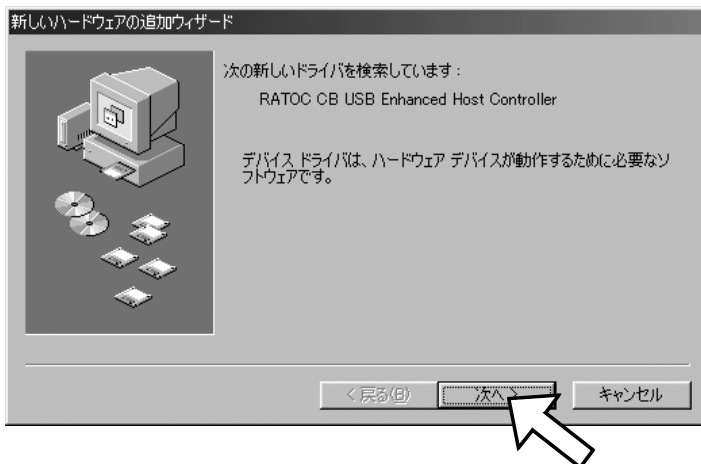 新しいハードウェアの追加ウィザード
次の新しいドライバを検索しています：
RATOC CB USB Enhanced Host Controller
デバイス ドライバは、ハードウェア デバイスが動作するために必要なソ
フトウェアです。
< 戻る(B)
次へ >
キャンセル